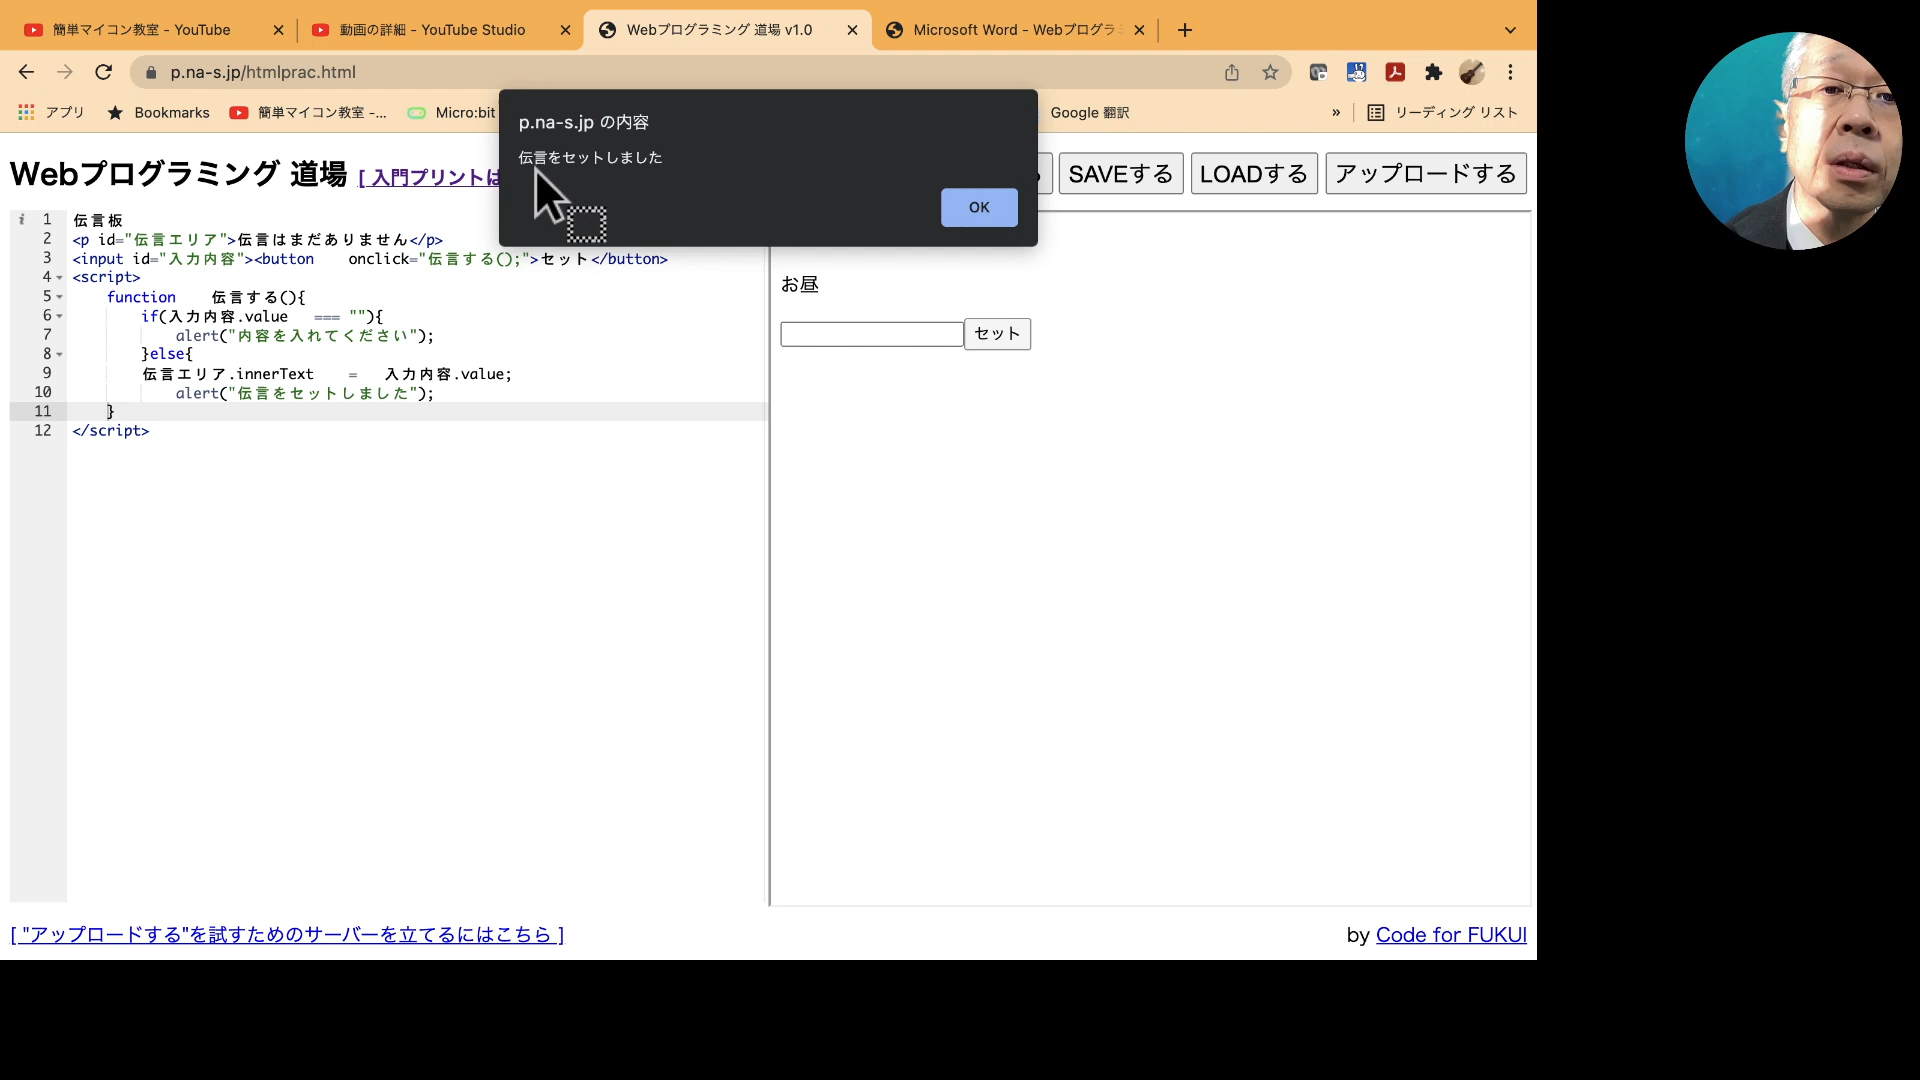 簡単マイコン教室 - YouTube
動画の詳細 - YouTube Studio
Webプログラミング 道場 v1.0
Microsoft Word - Webプログラ
p.na-s.jp/htmlprac.html
アプリ
Bookmarks
簡単マイコン教室 -...
Micro:bit
Google 翻訳
»
リーディング リスト
p.na-s.jp の内容
伝言をセットしました
OK
Webプログラミング 道場 [ 入門プリントは
SAVEする
LOADする
アップロードする
1 伝言板
2 <p id="伝言エリア">伝言はまだありません</p>
3 <input id="入力内容"><button onclick="伝言する();">セット</button>
4 <script>
5 function 伝言する(){
6 if(入力内容.value === ""){
7 alert("内容を入れてください");
8 }else{
9 伝言エリア.innerText = 入力内容.value;
10 alert("伝言をセットしました");
11 }
12 </script>
お昼
セット
[ "アップロードする"を試すためのサーバーを立てるにはこちら ]
by Code for FUKUI